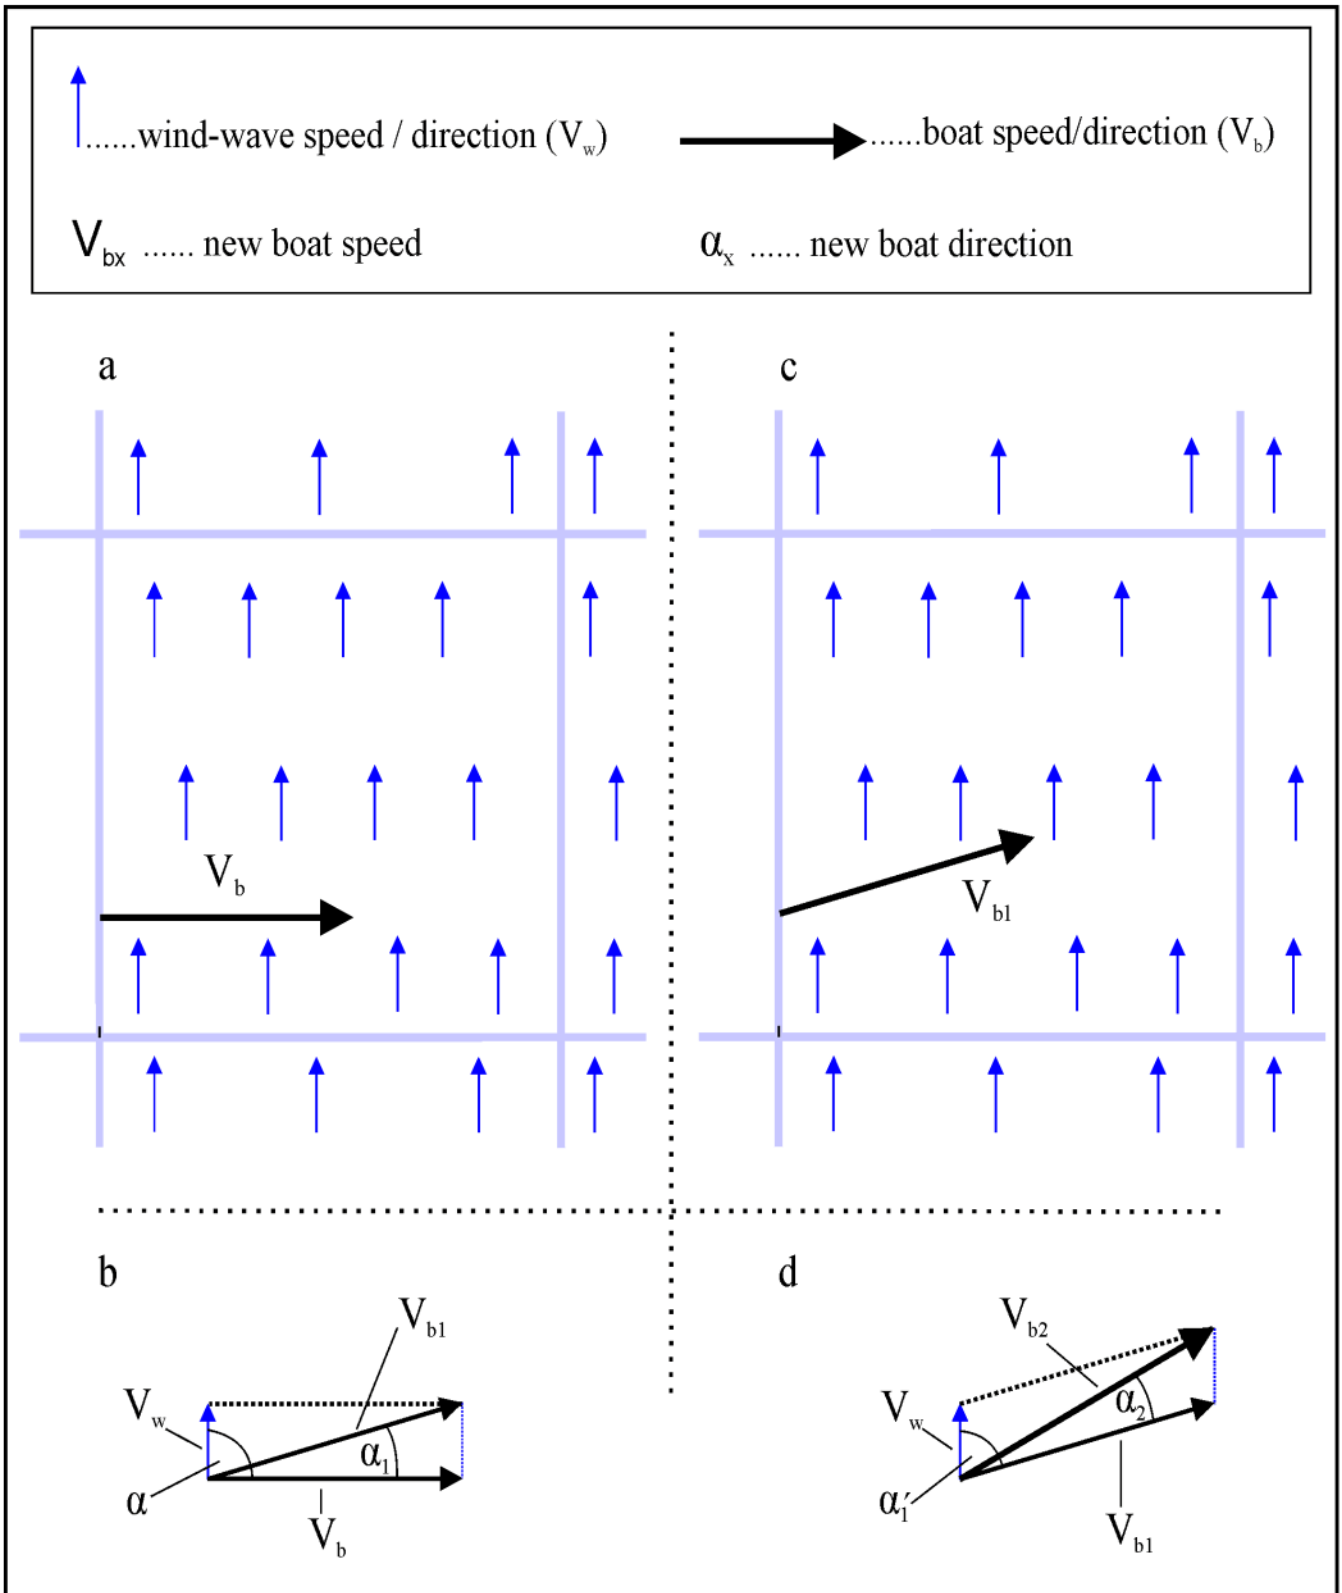 ......wind-wave speed / direction (Vw) ......boat speed/direction (Vb)
Vbx ...... new boat speed αx ...... new boat direction
a c
Vb
Vb1
b d
Vb1
Vw
α1
α
Vb
Vb2
Vw
α2
α1′
Vb1